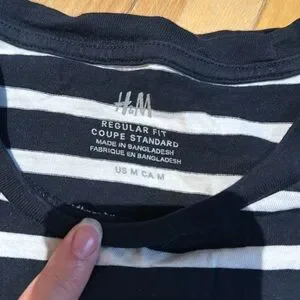 H&M
REGULAR FIT
COUPE STANDARD
MADE IN BANGLADESH
FABRIQUE EN BANGLADESH
US M CA M